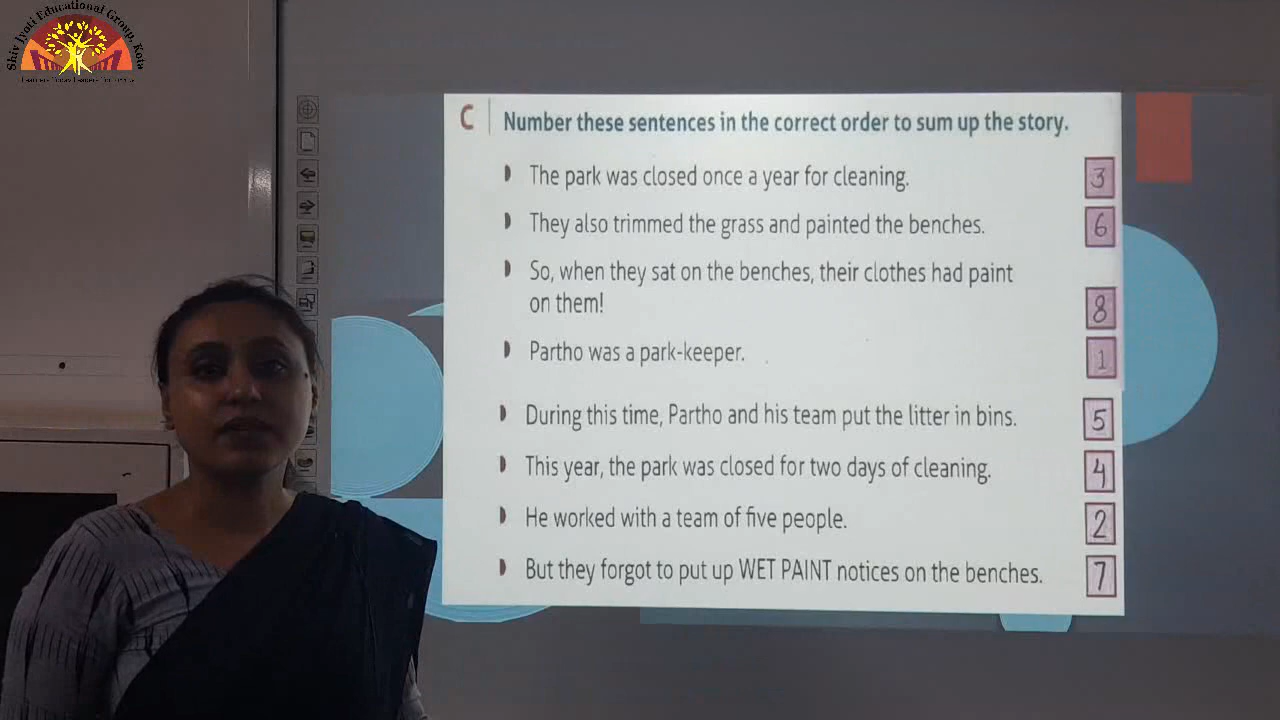 Shiv Jyoti Educational Group, Kota
C Number these sentences in the correct order to sum up the story.
The park was closed once a year for cleaning. 3
They also trimmed the grass and painted the benches. 6
So, when they sat on the benches, their clothes had paint
on them! 8
Partho was a park-keeper. 1
During this time, Partho and his team put the litter in bins. 5
This year, the park was closed for two days of cleaning. 4
He worked with a team of five people. 2
But they forgot to put up WET PAINT notices on the benches. 7